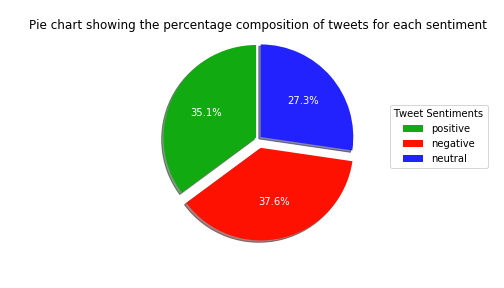 Pie chart showing the percentage composition of tweets for each sentiment
35.1%
27.3%
37.6%
Tweet Sentiments
positive
negative
neutral